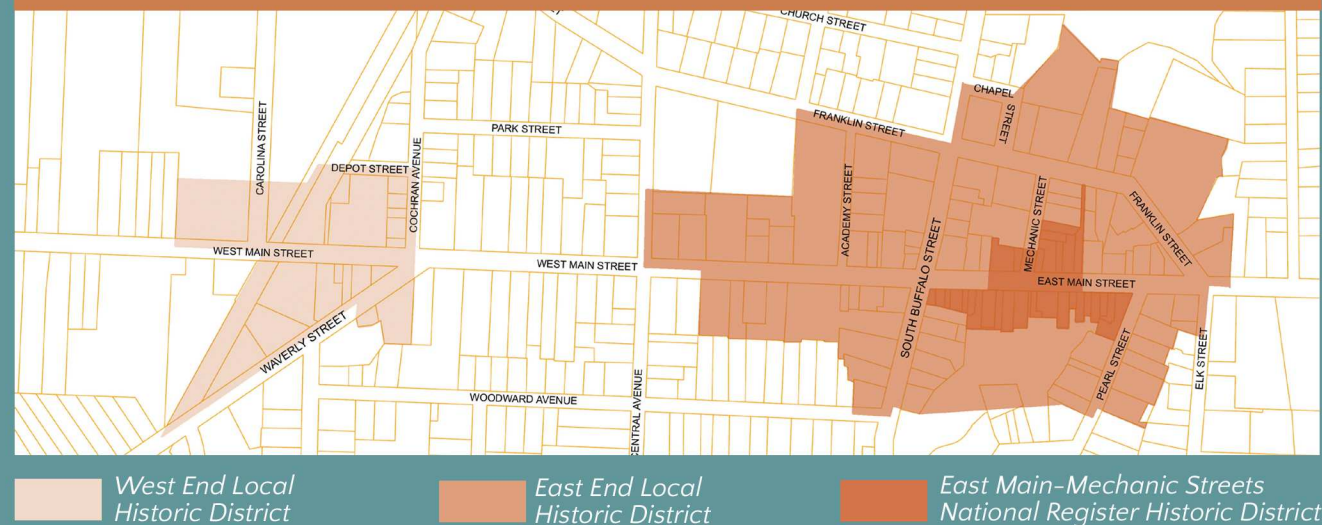 CHURCH STREET
CHAPEL
STREET
FRANKLIN STREET
CAROLINA STREET
PARK STREET
DEPOT STREET
COCHRAN AVENUE
ACADEMY STREET
MECHANIC STREET
FRANKLIN STREET
SOUTH BUFFALO STREET
WEST MAIN STREET
WEST MAIN STREET
EAST MAIN STREET
WAVERLY STREET
PEARL STREET
ELK STREET
WOODWARD AVENUE
CENTRAL AVENUE
West End Local
Historic District
East End Local
Historic District
East Main-Mechanic Streets
National Register Historic District